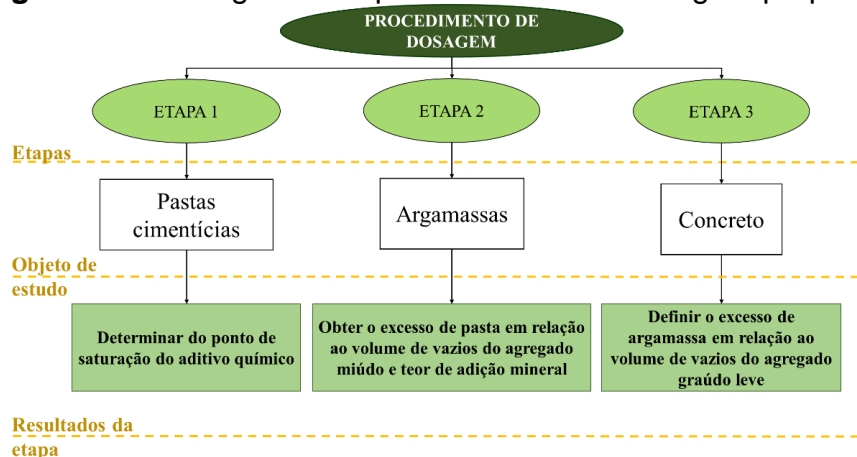 PROCEDIMENTO DE
DOSAGEM
ETAPA 1
ETAPA 2
ETAPA 3
Etapas
Pastas
cimentícias
Argamassas
Concreto
Objeto de
estudo
Determinar do ponto de
saturação do aditivo químico
Obter o excesso de pasta em relação
ao volume de vazios do agregado
miúdo e teor de adição mineral
Definir o excesso de
argamassa em relação ao
volume de vazios do agregado
graúdo leve
Resultados da
etapa